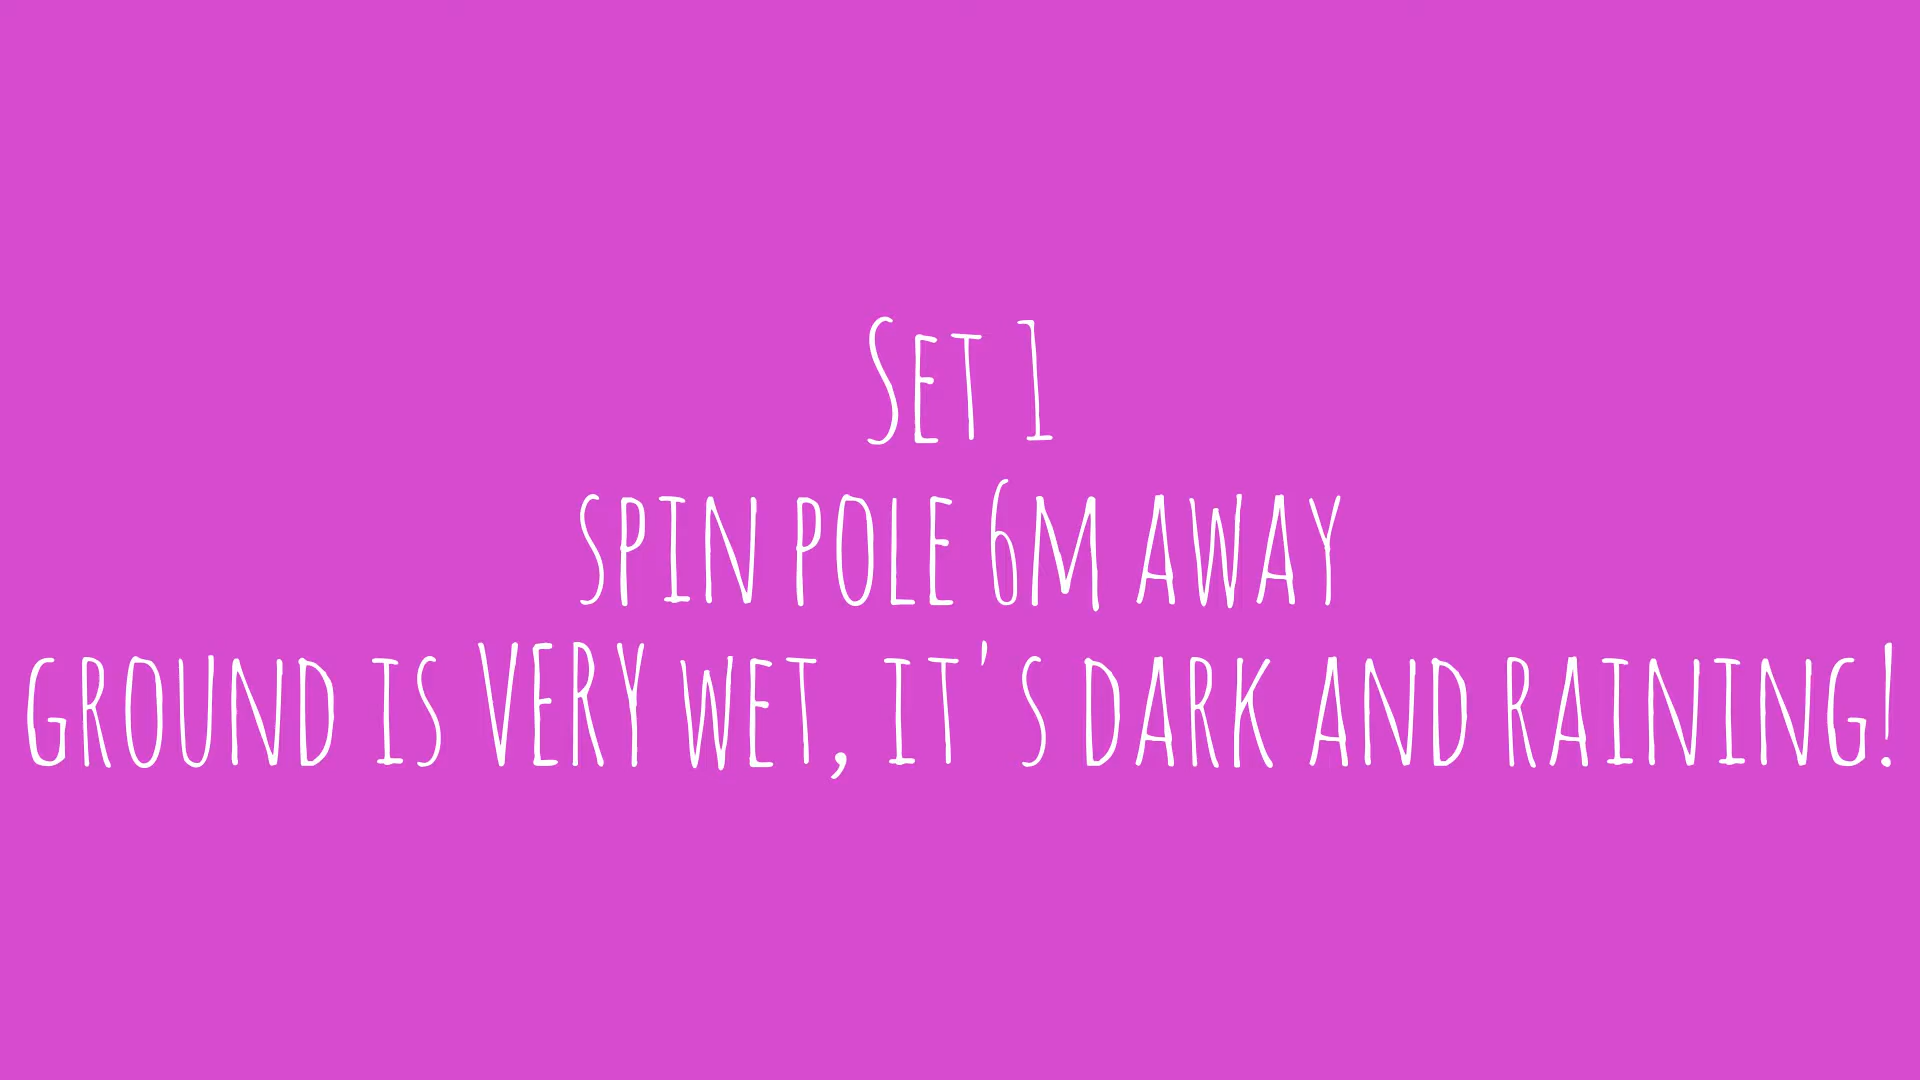 Set 1
spin pole 6m away
ground is VERY wet, it's dark and raining!